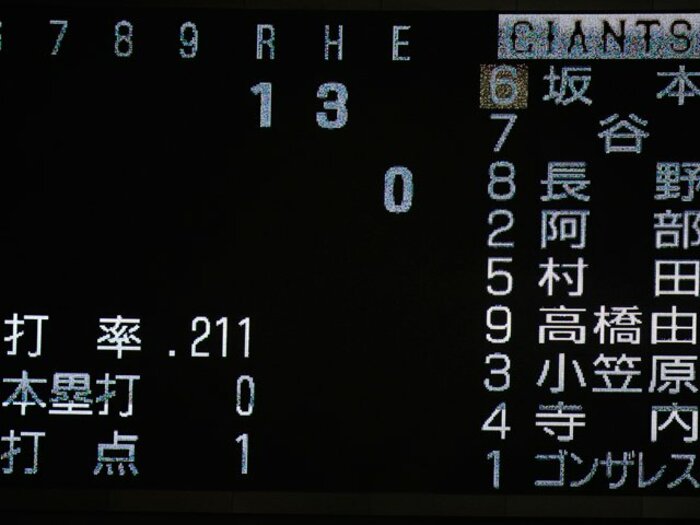 7 8 9 R H E
1 3
0
打率 .211
本塁打 0
打点 1
GIANTS
6 坂本
7 谷
8 長野
2 阿部
5 村田
9 高橋由
3 小笠原
4 寺内
1 ゴンザレス